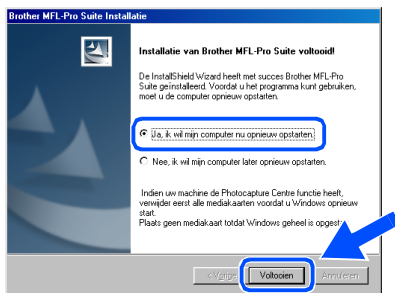 Brother MFL-Pro Suite Installatie
Installatie van Brother MFL-Pro Suite voltooid!
De InstallShield Wizard heeft met succes Brother MFL-Pro
Suite geïnstalleerd. Voordat u het programma kunt gebruiken,
moet u de computer opnieuw opstarten.
Ja, ik wil mijn computer nu opnieuw opstarten.
Nee, ik wil mijn computer later opnieuw opstarten.
Indien uw machine de Photocapture Centre functie heeft,
verwijder eerst alle mediakaarten voordat u Windows opnieuw
start.
Plaats geen mediakaart totdat Windows geheel is
< Vorige Voltooien Annuleren